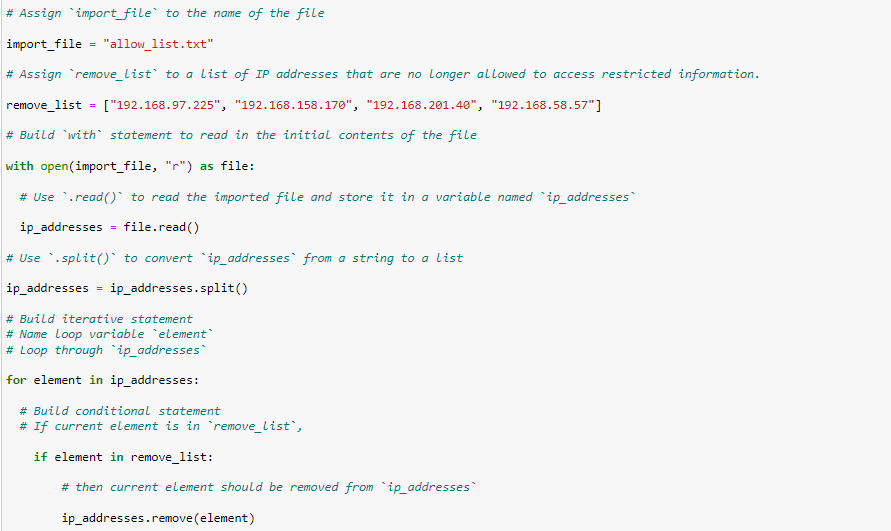 # Assign `import_file` to the name of the file
import_file = "allow_list.txt"
# Assign `remove_list` to a list of IP addresses that are no longer allowed to access restricted information.
remove_list = ["192.168.97.225", "192.168.158.170", "192.168.201.40", "192.168.58.57"]
# Build `with` statement to read in the initial contents of the file
with open(import_file, "r") as file:
  # Use `.read()` to read the imported file and store it in a variable named `ip_addresses`
  ip_addresses = file.read()
# Use `.split()` to convert `ip_addresses` from a string to a list
ip_addresses = ip_addresses.split()
# Build iterative statement
# Name loop variable `element`
# Loop through `ip_addresses`
for element in ip_addresses:
  # Build conditional statement
  # If current element is in `remove_list`,
    if element in remove_list:
        # then current element should be removed from `ip_addresses`
        ip_addresses.remove(element)